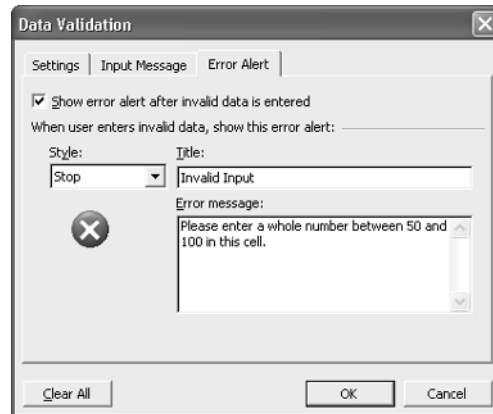 Data Validation
Settings Input Message Error Alert
Show error alert after invalid data is entered
When user enters invalid data, show this error alert:
Style: Title:
Stop Invalid Input
Error message:
Please enter a whole number between 50 and
100 in this cell.
Clear All OK Cancel